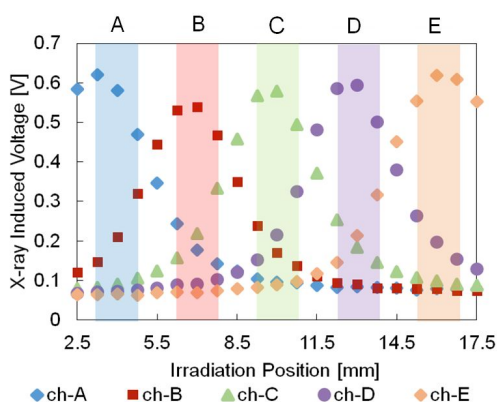 A B C D E
0.7
0.6
0.5
0.4
0.3
0.2
0.1
0
X-ray Induced Voltage [V]
2.5 5.5 8.5 11.5 14.5 17.5
Irradiation Position [mm]
ch-A ch-B ch-C ch-D ch-E